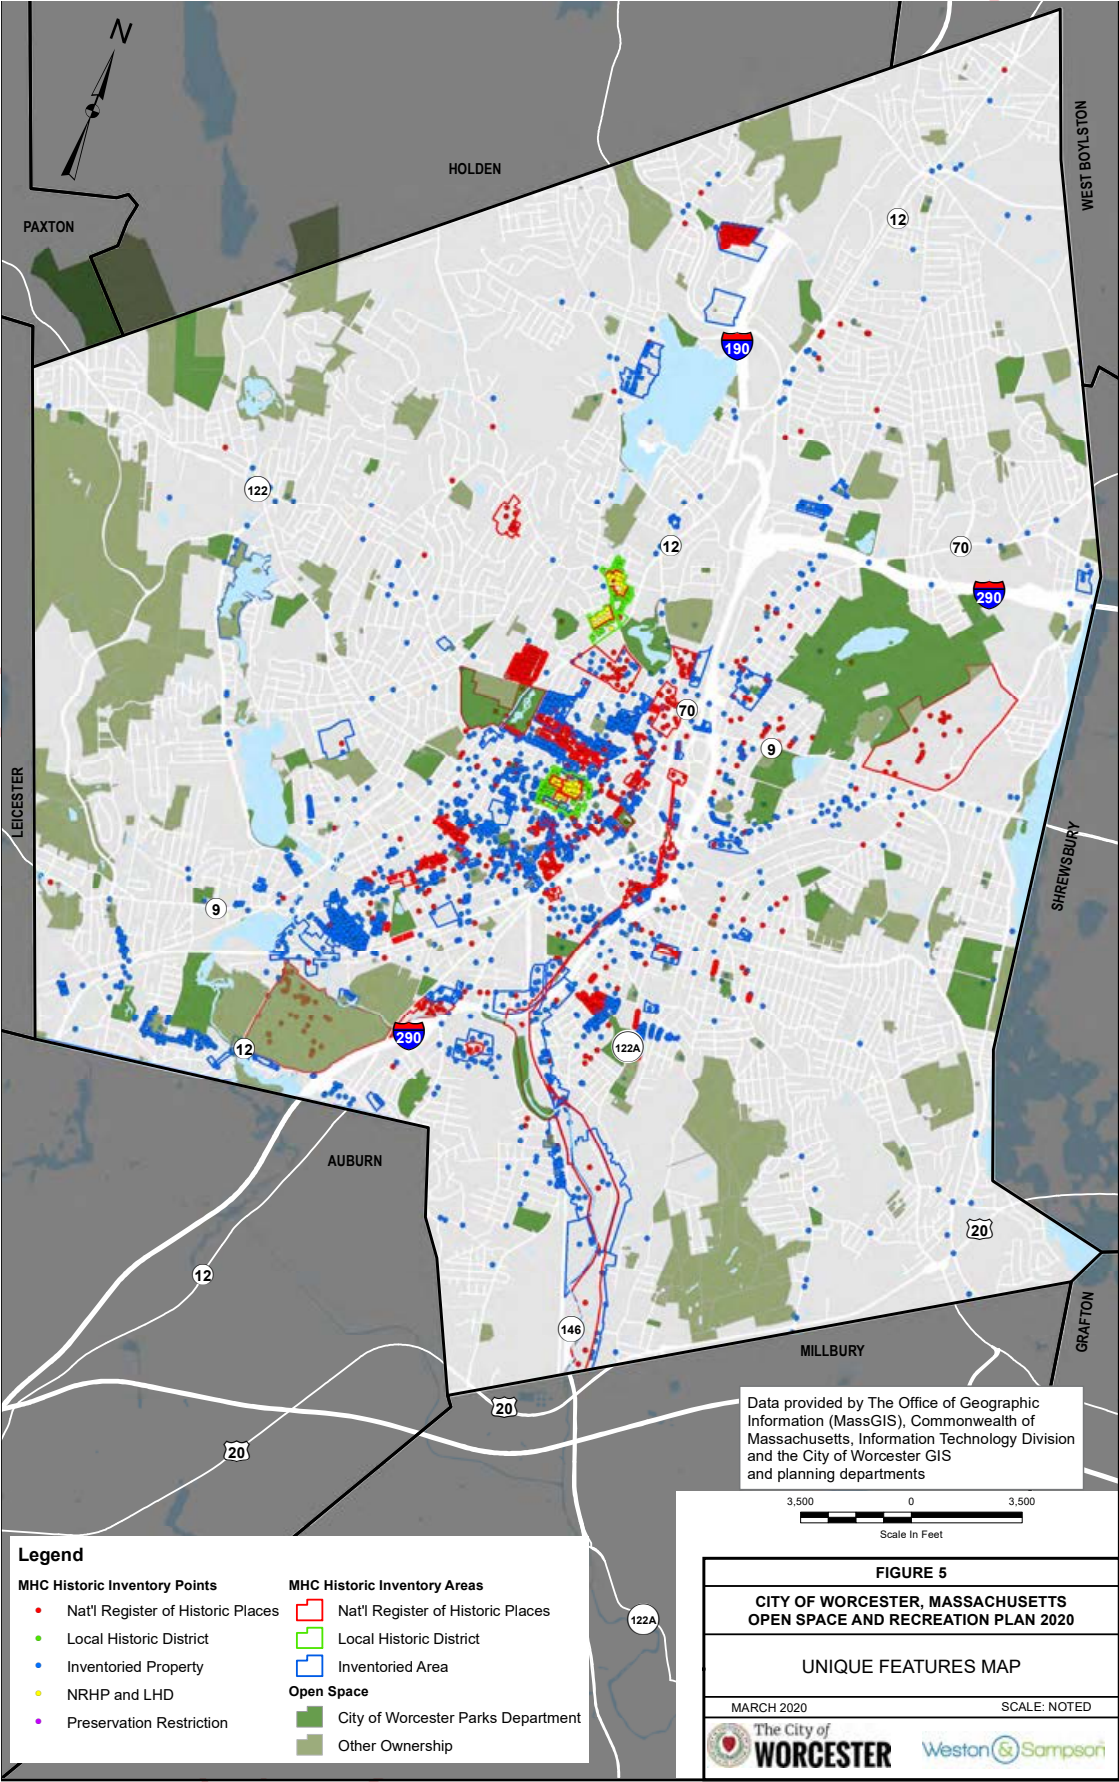 N
HOLDEN
WEST BOYLSTON
PAXTON
12
190
122
12
70
290
70
9
LEICESTER
SHREWSBURY
9
12
290
122A
AUBURN
20
12
146
GRAFTON
MILLBURY
20
20
122A
Data provided by The Office of Geographic
Information (MassGIS), Commonwealth of
Massachusetts, Information Technology Division
and the City of Worcester GIS
and planning departments
3,500 0 3,500
Scale In Feet
Legend
MHC Historic Inventory Points
Nat'l Register of Historic Places
Local Historic District
Inventoried Property
NRHP and LHD
Preservation Restriction
MHC Historic Inventory Areas
Nat'l Register of Historic Places
Local Historic District
Inventoried Area
Open Space
City of Worcester Parks Department
Other Ownership
FIGURE 5
CITY OF WORCESTER, MASSACHUSETTS
OPEN SPACE AND RECREATION PLAN 2020
UNIQUE FEATURES MAP
MARCH 2020 SCALE: NOTED
The City of
WORCESTER
Weston & Sampson